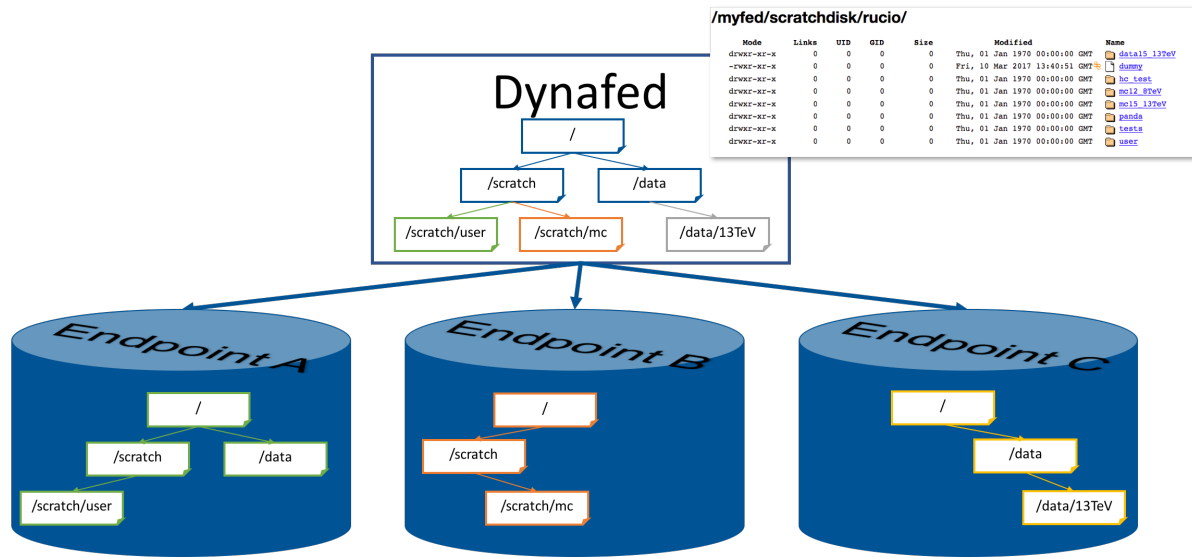 /myfed/scratchdisk/rucio/
Mode Links UID GID Size Modified Name
drwxr-xr-x 0 0 0 0 Thu, 01 Jan 1970 00:00:00 GMT data15_13TeV
-rwxr-xr-x 0 0 0 0 Fri, 10 Mar 2017 13:40:51 GMT dummy
drwxr-xr-x 0 0 0 0 Thu, 01 Jan 1970 00:00:00 GMT hc_test
drwxr-xr-x 0 0 0 0 Thu, 01 Jan 1970 00:00:00 GMT mc12_8TeV
drwxr-xr-x 0 0 0 0 Thu, 01 Jan 1970 00:00:00 GMT mc15_13TeV
drwxr-xr-x 0 0 0 0 Thu, 01 Jan 1970 00:00:00 GMT panda
drwxr-xr-x 0 0 0 0 Thu, 01 Jan 1970 00:00:00 GMT tests
drwxr-xr-x 0 0 0 0 Thu, 01 Jan 1970 00:00:00 GMT user
Dynafed
/
/scratch /data
/scratch/user /scratch/mc /data/13TeV
Endpoint A
/
/scratch /data
/scratch/user
Endpoint B
/
/scratch
/scratch/mc
Endpoint C
/
/data
/data/13TeV